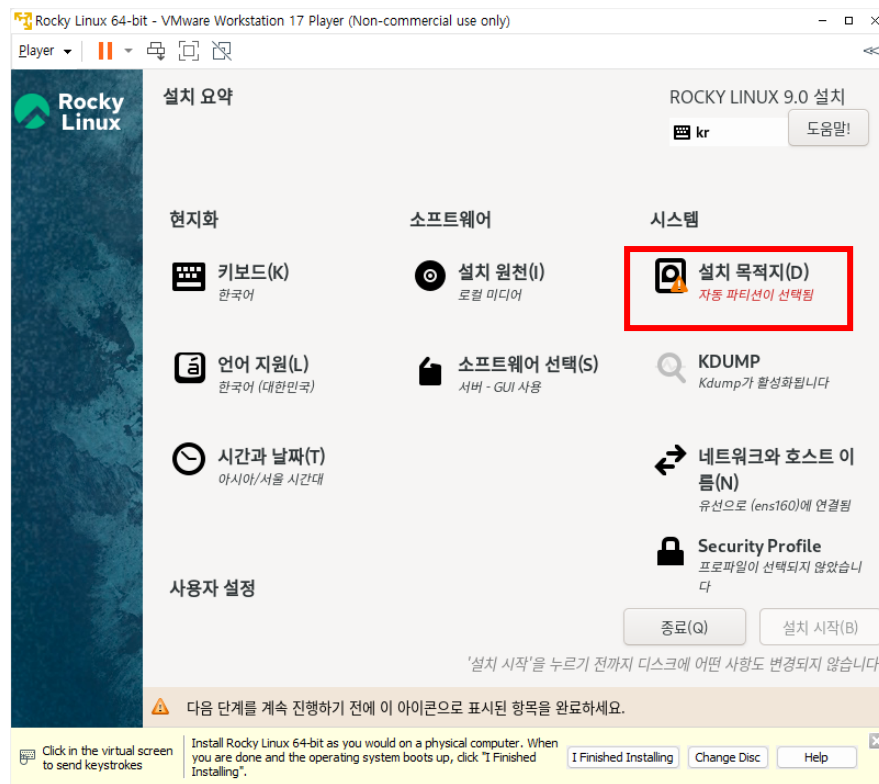 Rocky Linux 64-bit - VMware Workstation 17 Player (Non-commercial use only)
Player
Rocky
Linux
설치 요약
ROCKY LINUX 9.0 설치
kr
도움말!
현지화
키보드(K)
한국어
언어 지원(L)
한국어 (대한민국)
시간과 날짜(T)
아시아/서울 시간대
소프트웨어
설치 원천(I)
로컬 미디어
소프트웨어 선택(S)
서버 - GUI 사용
시스템
설치 목적지(D)
자동 파티션이 선택됨
KDUMP
Kdump가 활성화됩니다
네트워크와 호스트 이
름(N)
유선으로 (ens160)에 연결됨
Security Profile
프로파일이 선택되지 않았습니
다
사용자 설정
종료(Q)
설치 시작(B)
'설치 시작'을 누르기 전까지 디스크에 어떤 사항도 변경되지 않습니다
다음 단계를 계속 진행하기 전에 이 아이콘으로 표시된 항목을 완료하세요.
Click in the virtual screen
to send keystrokes
Install Rocky Linux 64-bit as you would on a physical computer. When
you are done and the operating system boots up, click "I Finished
Installing".
I Finished Installing
Change Disc
Help